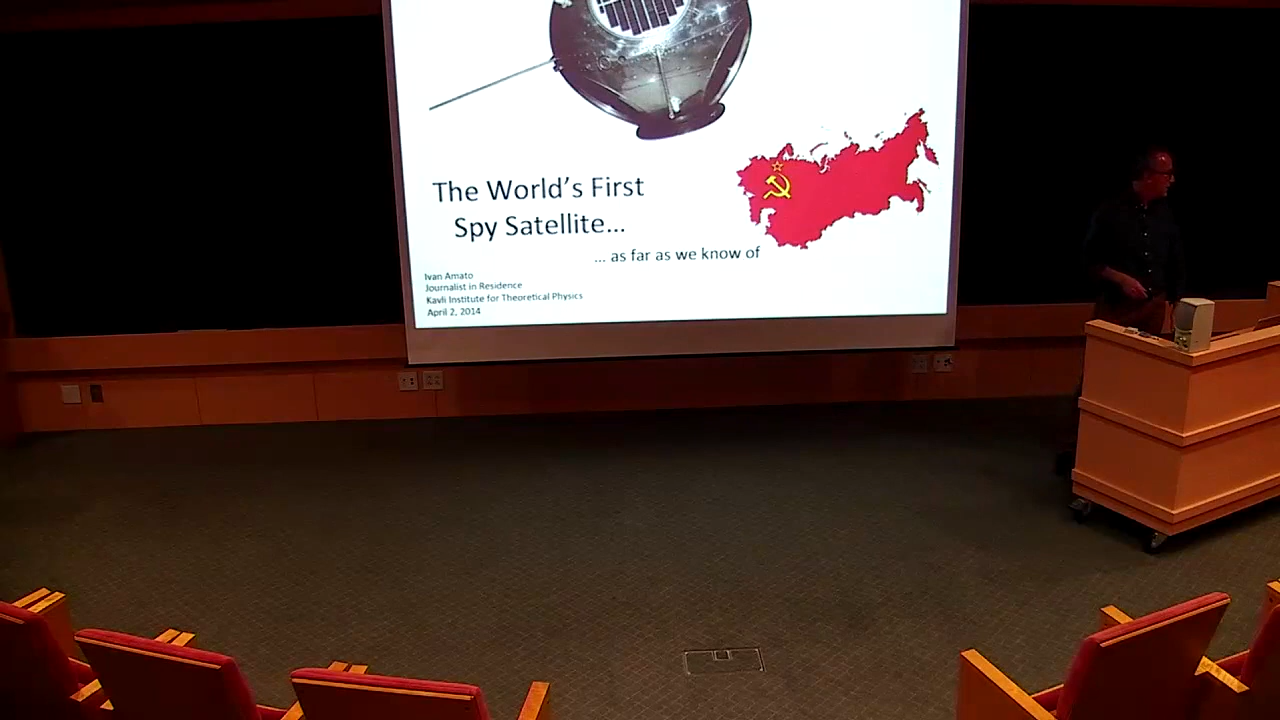 The World's First
Spy Satellite...
... as far as we know of
Ivan Amato
Journalist in Residence
Kavli Institute for Theoretical Physics
April 2, 2014